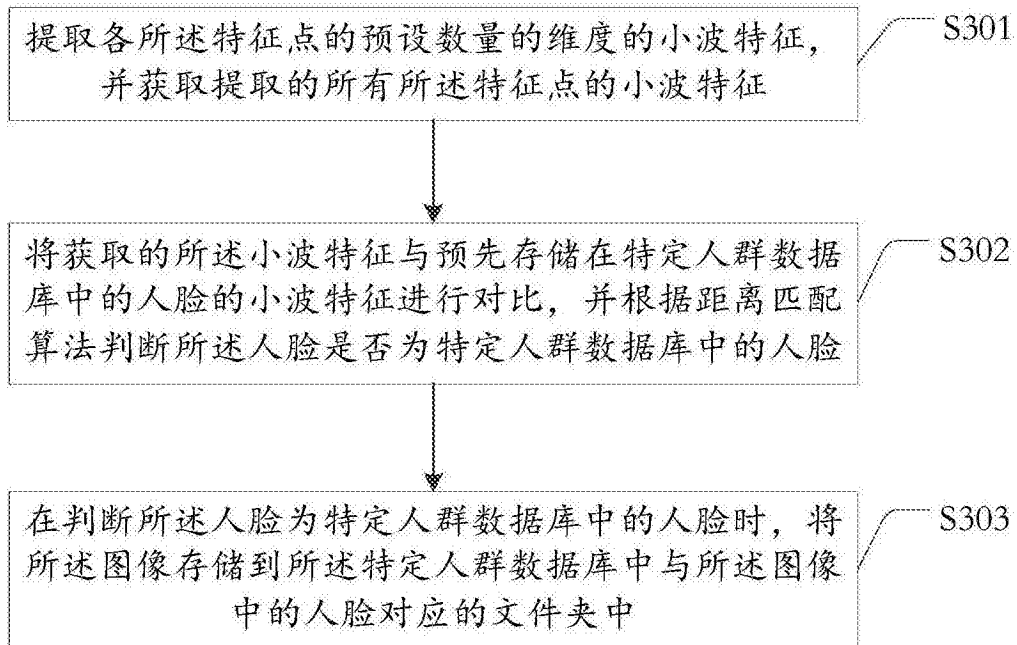 提取各所述特征点的预设数量的维度的小波特征，
并获取提取的所有所述特征点的小波特征
S301
将获取的所述小波特征与预先存储在特定人群数据
库中的人脸的小波特征进行对比，并根据距离匹配
算法判断所述人脸是否为特定人群数据库中的人脸
S302
在判断所述人脸为特定人群数据库中的人脸时，将
所述图像存储到所述特定人群数据库中与所述图像
中的人脸对应的文件夹中
S303